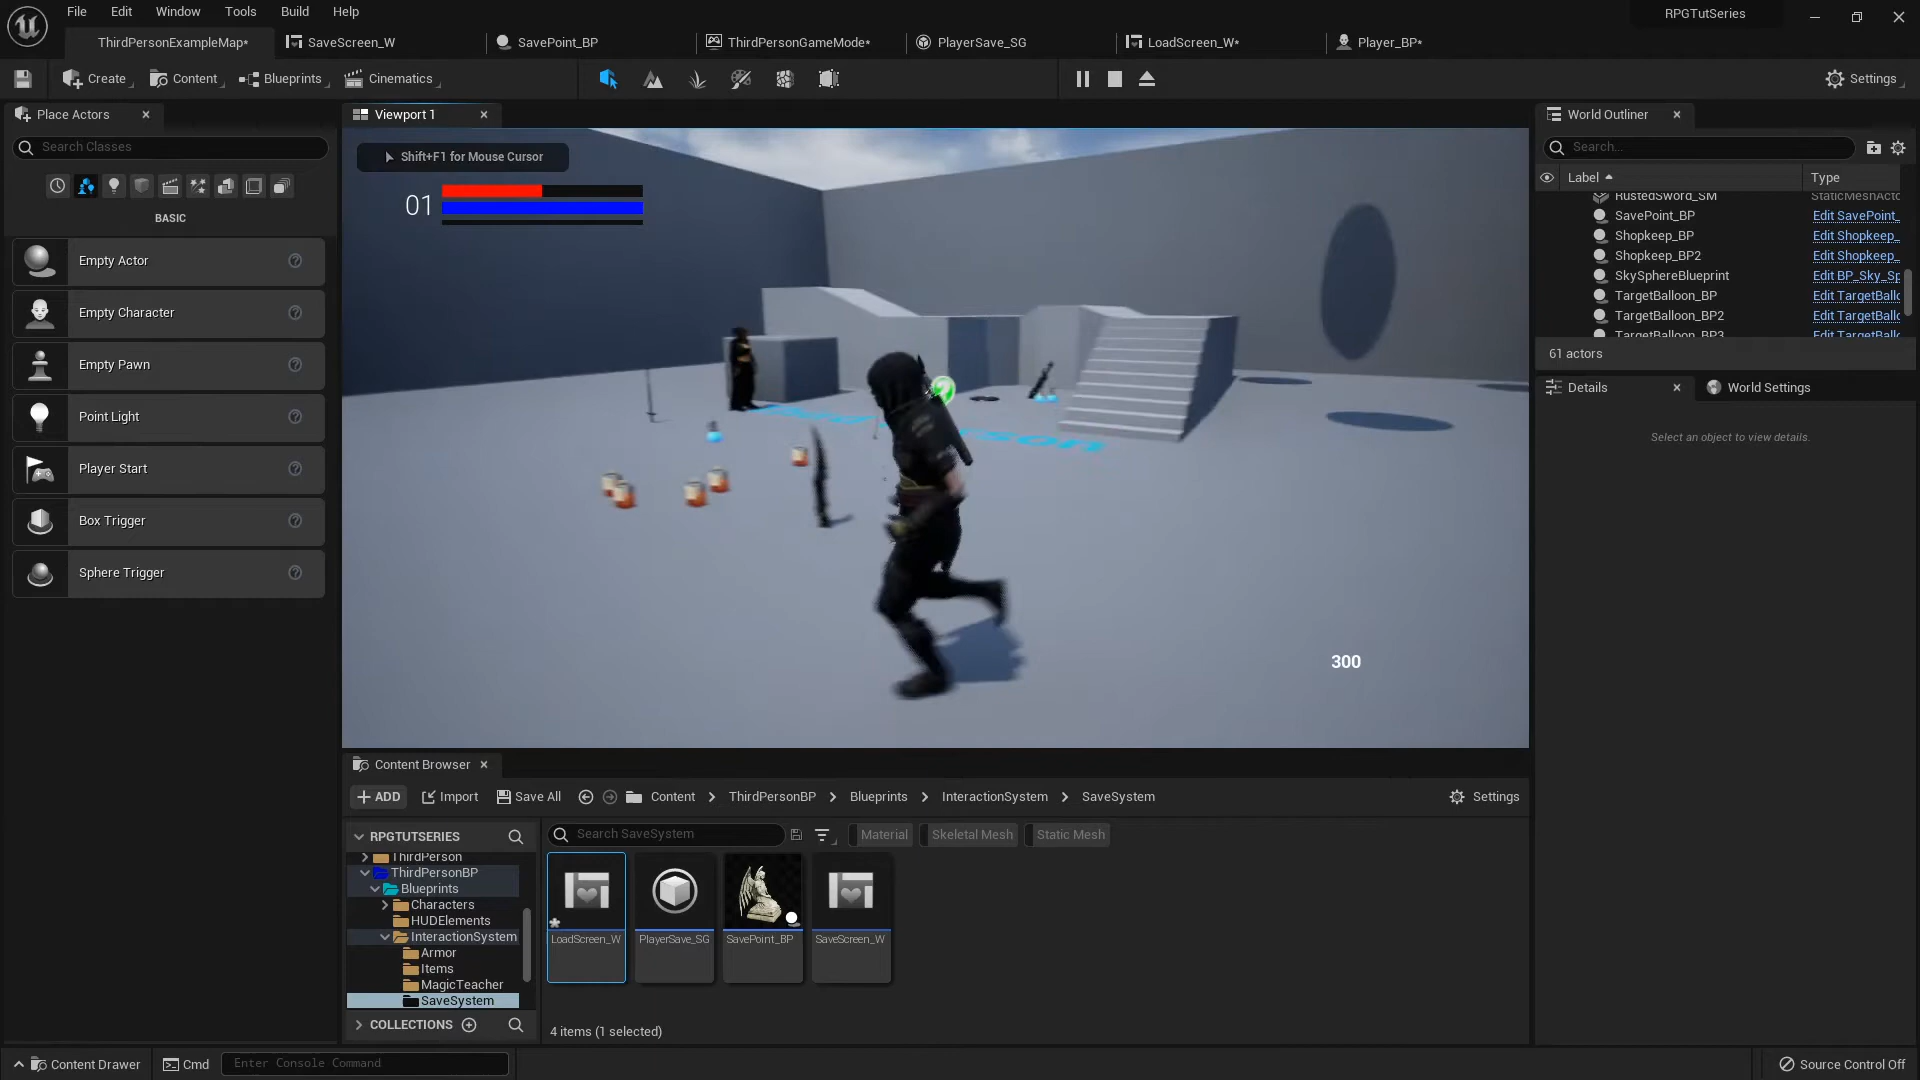 File Edit Window Tools Build Help
RPGTutSeries
ThirdPersonExampleMap*
SaveScreen_W
SavePoint_BP
ThirdPersonGameMode*
PlayerSave_SG
LoadScreen_W*
Player_BP*
Create
Content
Blueprints
Cinematics
Settings
Place Actors
Search Classes
BASIC
Empty Actor
Empty Character
Empty Pawn
Point Light
Player Start
Box Trigger
Sphere Trigger
Viewport 1
Shift+F1 for Mouse Cursor
01
300
World Outliner
Search...
Label
Type
RustedSword_SM StaticMeshActo
SavePoint_BP Edit SavePoint_
Shopkeep_BP Edit Shopkeep_
Shopkeep_BP2 Edit Shopkeep_
SkySphereBlueprint Edit BP_Sky_Sp
TargetBalloon_BP Edit TargetBallo
TargetBalloon_BP2 Edit TargetBallo
TargetBalloon_BP3 Edit TargetBallo
61 actors
Details
World Settings
Select an object to view details.
Content Browser
ADD
Import
Save All
Content
ThirdPersonBP
Blueprints
InteractionSystem
SaveSystem
Settings
RPGTUTSERIES
ThirdPerson
ThirdPersonBP
Blueprints
Characters
HUDElements
InteractionSystem
Armor
Items
MagicTeacher
SaveSystem
COLLECTIONS
Search SaveSystem
Material
Skeletal Mesh
Static Mesh
LoadScreen_W
PlayerSave_SG
SavePoint_BP
SaveScreen_W
4 items (1 selected)
Content Drawer
Cmd
Enter Console Command
Source Control Off